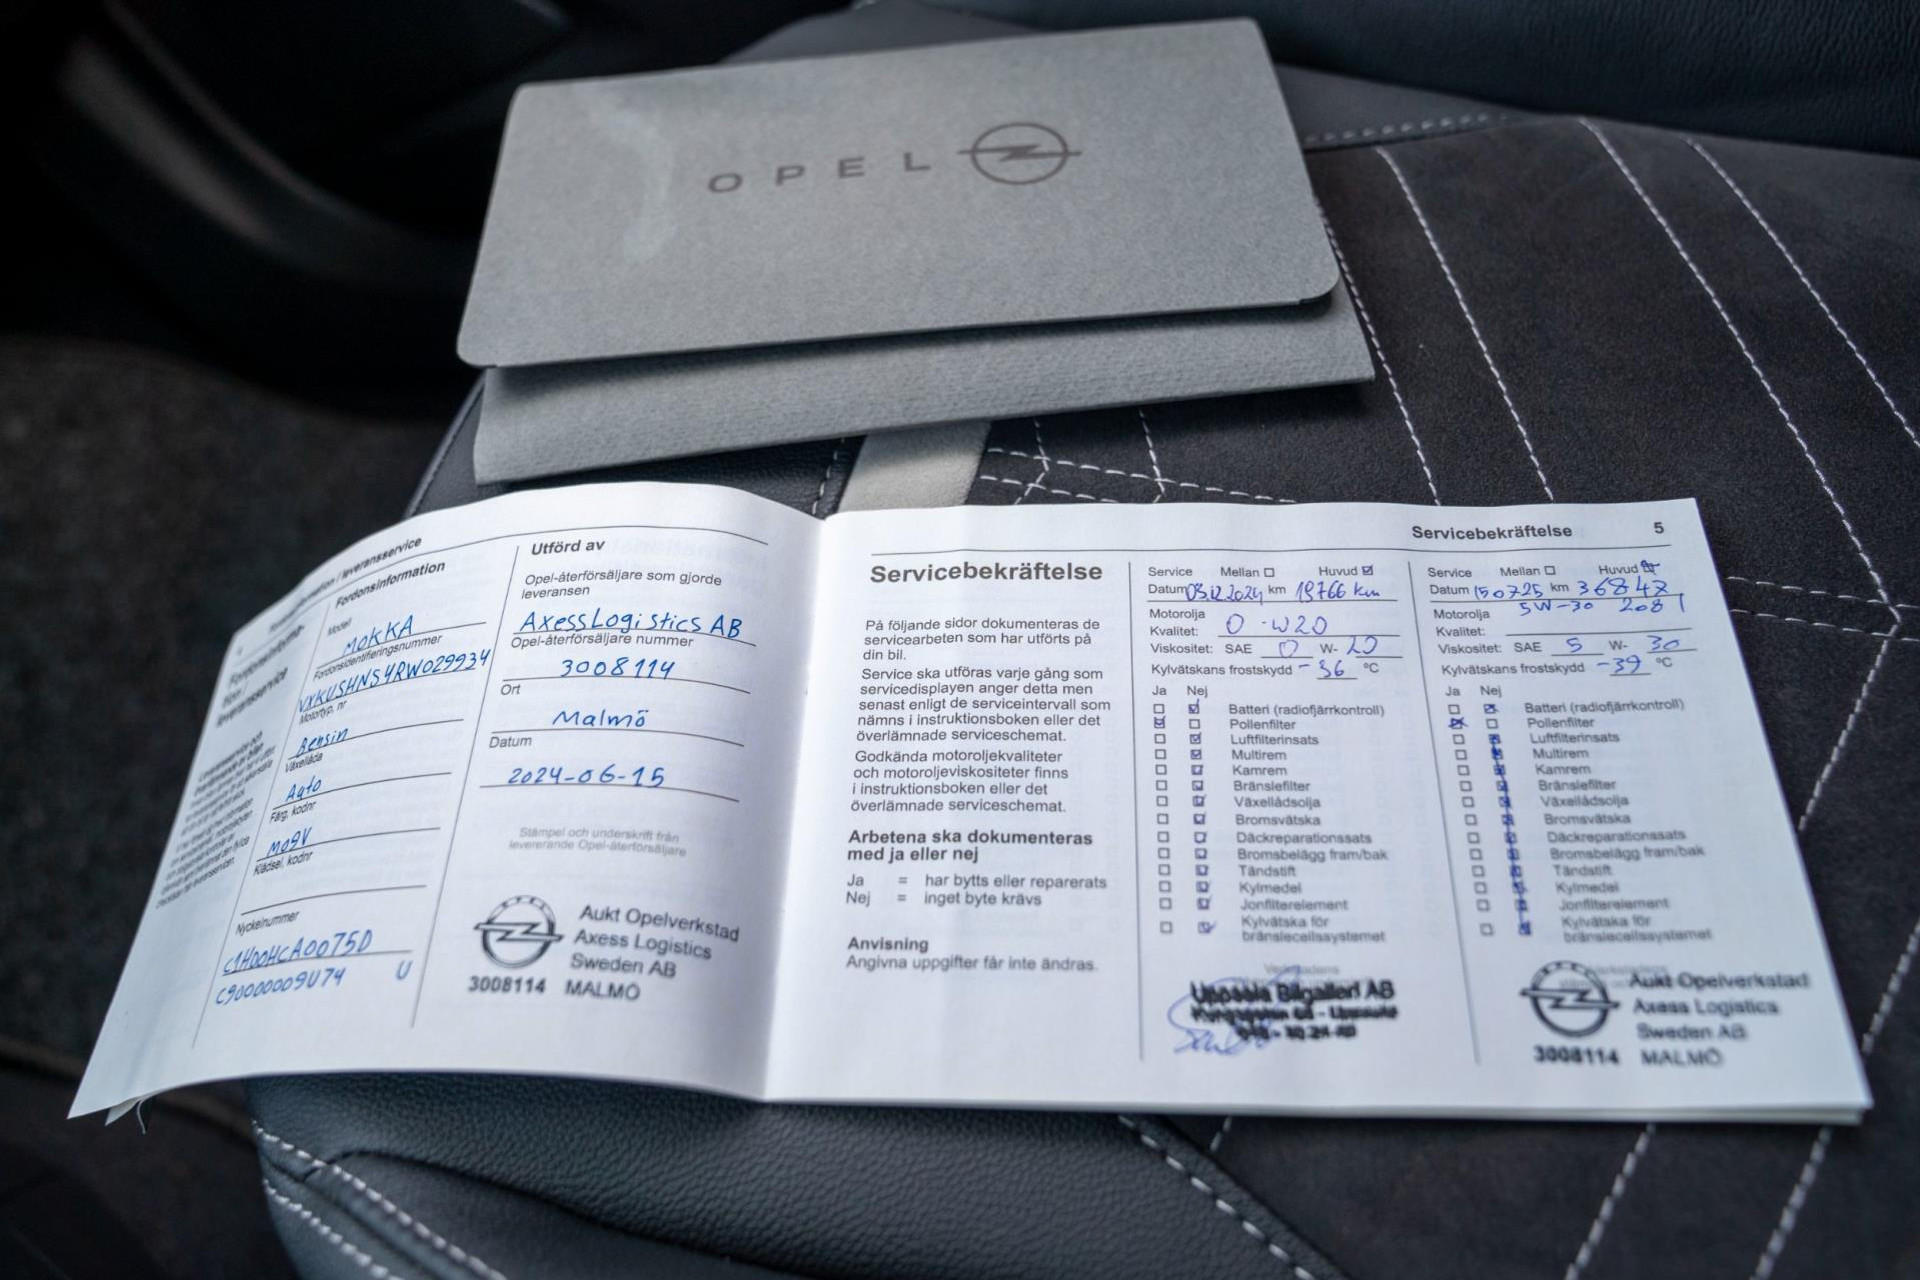 OPEL
Fordonsinformation / leveransservice
Fordonsinformation
Modell
MOKKA
Fordonsidentifieringsnummer
VXKUSHNS4RW029934
Motortyp, nr
Bensin
Växellåda
Auto
Färg, kodnr
M09V
Klädsel, kodnr
Nyckelnummer
C1H00HCA0075D
C90000009U74 U
Utförd av
Opel-återförsäljare som gjorde
leveransen
AxessLogistics AB
Opel-återförsäljare nummer
3008114
Ort
Malmö
Datum
2024-06-15
Stämpel och underskrift från
levererande Opel-återförsäljare
Aukt Opelverkstad
Axess Logistics
Sweden AB
3008114 MALMÖ
Servicebekräftelse 5
Servicebekräftelse
På följande sidor dokumenteras de
servicearbeten som har utförts på
din bil.
Service ska utföras varje gång som
servicedisplayen anger detta men
senast enligt de serviceintervall som
nämns i instruktionsboken eller det
överlämnade serviceschemat.
Godkända motoroljekvaliteter
och motoroljeviskositeter finns
i instruktionsboken eller det
överlämnade serviceschemat.
Arbetena ska dokumenteras
med ja eller nej
Ja = har bytts eller reparerats
Nej = inget byte krävs
Anvisning
Angivna uppgifter får inte ändras.
Service Mellan Huvud
Datum 03.12.2024 km 19766 km
Motorolja
Kvalitet: 0-W20
Viskositet: SAE 0 W- 20
Kylvätskans frostskydd -36 °C
Ja Nej
Batteri (radiofjärrkontroll)
Pollenfilter
Luftfilterinsats
Multirem
Kamrem
Bränslefilter
Växellådsolja
Bromsvätska
Däckreparationssats
Bromsbelägg fram/bak
Tändstift
Kylmedel
Jonfilterelement
Kylvätska för
bränslecellssystemet
Uppsala Bilgalleri AB
Service Mellan Huvud
Datum 150725 km 36847
Motorolja 5W-30 2081
Kvalitet:
Viskositet: SAE 5 W- 30
Kylvätskans frostskydd -39 °C
Ja Nej
Batteri (radiofjärrkontroll)
Pollenfilter
Luftfilterinsats
Multirem
Kamrem
Bränslefilter
Växellådsolja
Bromsvätska
Däckreparationssats
Bromsbelägg fram/bak
Tändstift
Kylmedel
Jonfilterelement
Kylvätska för
bränslecellssystemet
Aukt Opelverkstad
Axess Logistics
Sweden AB
3008114 MALMÖ